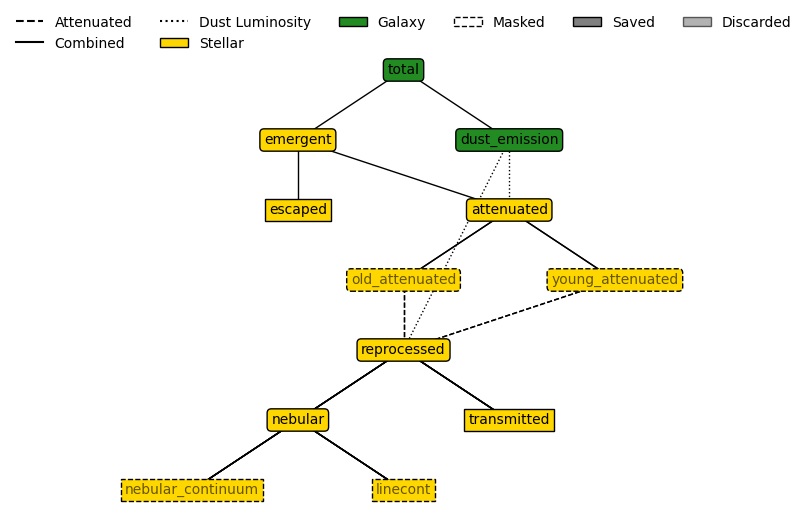 Attenuated Dust Luminosity Galaxy Masked Saved Discarded
Combined Stellar
total
emergent dust_emission
escaped attenuated
old_attenuated young_attenuated
reprocessed
nebular transmitted
nebular_continuum linecont